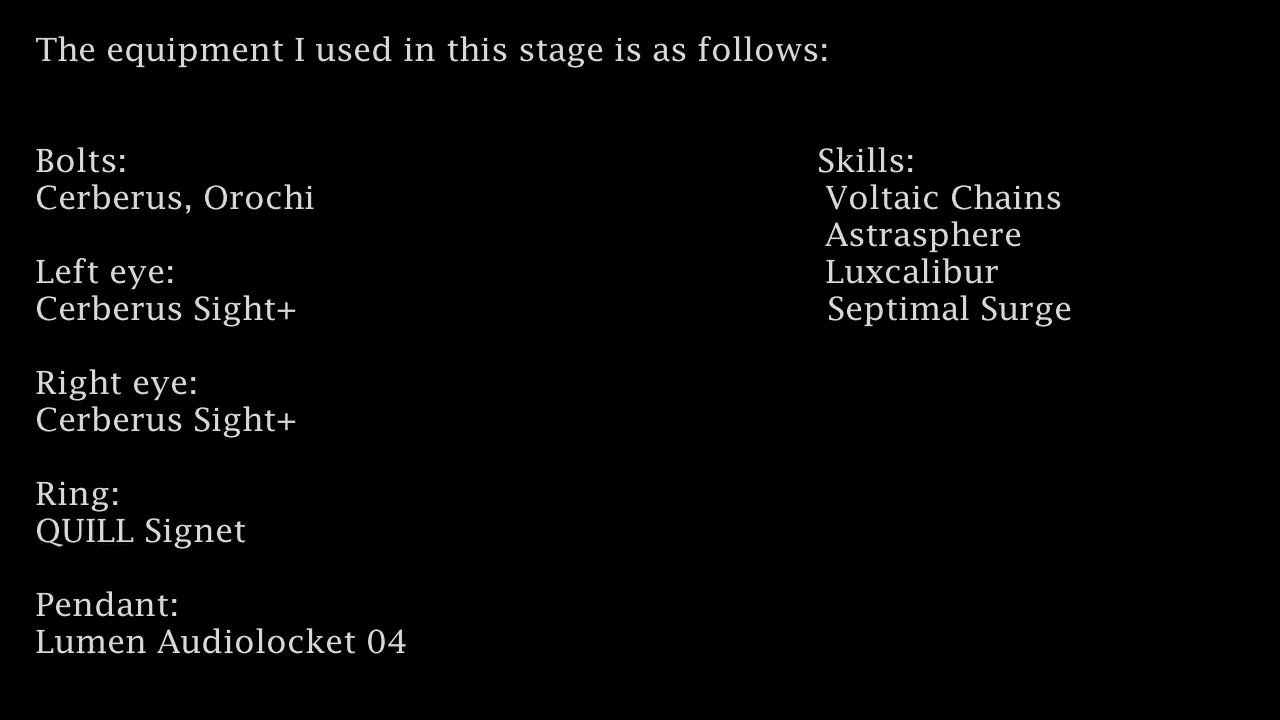 The equipment I used in this stage is as follows:
Bolts:
Cerberus, Orochi
Left eye:
Cerberus Sight+
Right eye:
Cerberus Sight+
Ring:
QUILL Signet
Pendant:
Lumen Audiolocket 04
Skills:
Voltaic Chains
Astrasphere
Luxcalibur
Septimal Surge